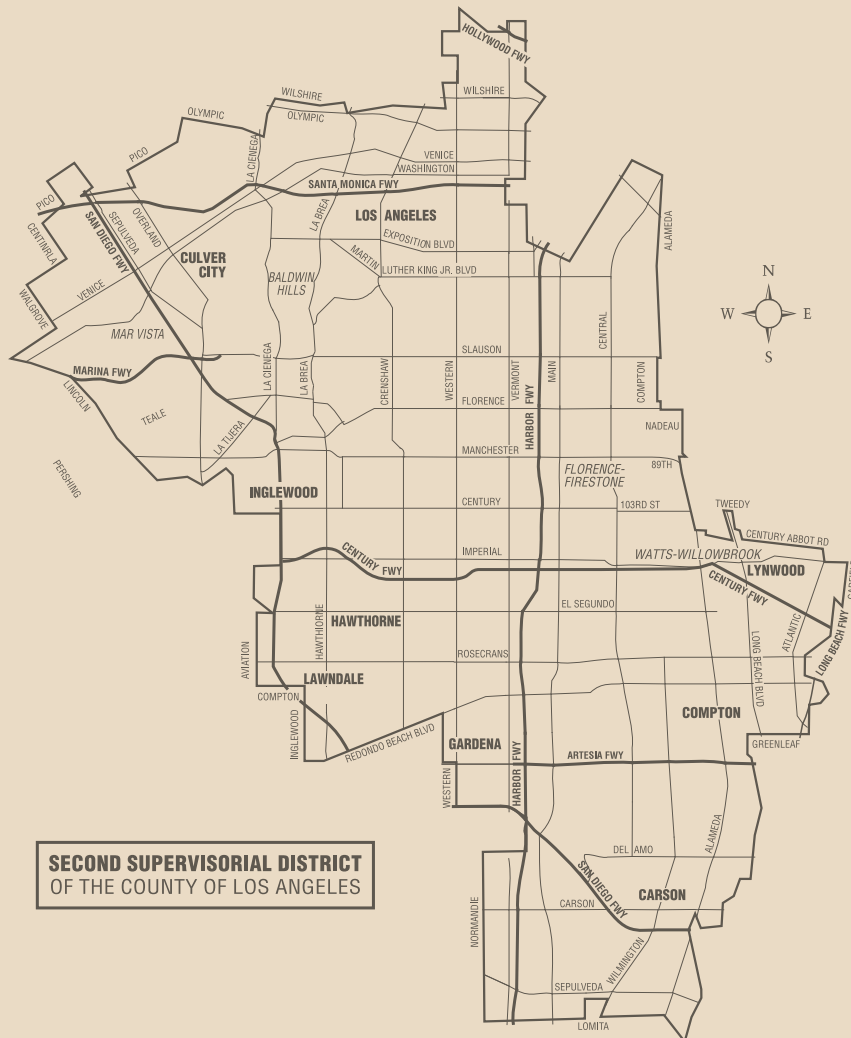 HOLLYWOOD FWY
WILSHIRE
WILSHIRE
OLYMPIC
OLYMPIC
PICO
LA CIENEGA
VENICE
WASHINGTON
SANTA MONICA FWY
PICO
CENTINRLA
SAN DIEGO FWY
SEPULVEDA
OVERLAND
LA BREA
LOS ANGELES
EXPOSITION BLVD
ALAMEDA
CULVER
CITY
MARTIN
LUTHER KING JR. BLVD
BALDWIN
HILLS
N
W
E
S
VENICE
WALGROVE
MAR VISTA
CENTRAL
SLAUSON
MARINA FWY
LA CIENEGA
LA BREA
CRENSHAW
WESTERN
VERMONT
HARBOR FWY
MAIN
COMPTON
LINCOLN
TEALE
FLORENCE
NADEAU
LA TIJERA
MANCHESTER
PERSHING
FLORENCE-
FIRESTONE
89TH
INGLEWOOD
CENTURY
103RD ST
TWEEDY
CENTURY ABBOT RD
CENTURY FWY
IMPERIAL
WATTS-WILLOWBROOK
LYNWOOD
CENTURY FWY
EL SEGUNDO
HAWTHIORNE
HAWTHORNE
AVIATION
ROSECRANS
LONG BEACH BLVD
ATLANTIC
LONG BEACH FWY
LAWNDALE
COMPTON
INGLEWOOD
COMPTON
REDONDO BEACH BLVD
GARDENA
GREENLEAF
WESTERN
HARBOR FWY
ARTESIA FWY
ALAMEDA
DEL AMO
SECOND SUPERVISORIAL DISTRICT
OF THE COUNTY OF LOS ANGELES
SAN DIEGO FWY
CARSON
NORMANDIE
CARSON
WILMINGTON
SEPULVEDA
LOMITA